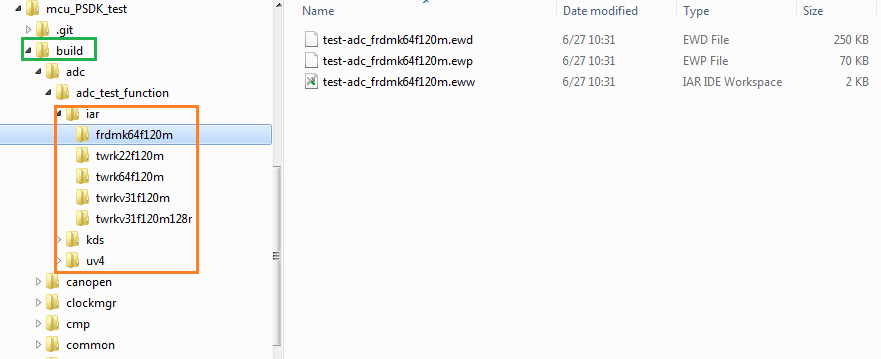 mcu_PSDK_test
.git
build
adc
adc_test_function
iar
frdmk64f120m
twrk22f120m
twrk64f120m
twrkv31f120m
twrkv31f120m128r
kds
uv4
canopen
clockmgr
cmp
common
Name Date modified Type Size
test-adc_frdmk64f120m.ewd 6/27 10:31 EWD File 250 KB
test-adc_frdmk64f120m.ewp 6/27 10:31 EWP File 70 KB
test-adc_frdmk64f120m.eww 6/27 10:31 IAR IDE Workspace 2 KB